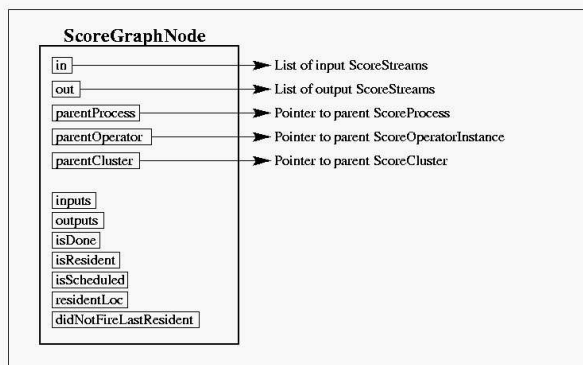 ScoreGraphNode
in List of input ScoreStreams
out List of output ScoreStreams
parentProcess Pointer to parent ScoreProcess
parentOperator Pointer to parent ScoreOperatorInstance
parentCluster Pointer to parent ScoreCluster
inputs
outputs
isDone
isResident
isScheduled
residentLoc
didNotFireLastResident